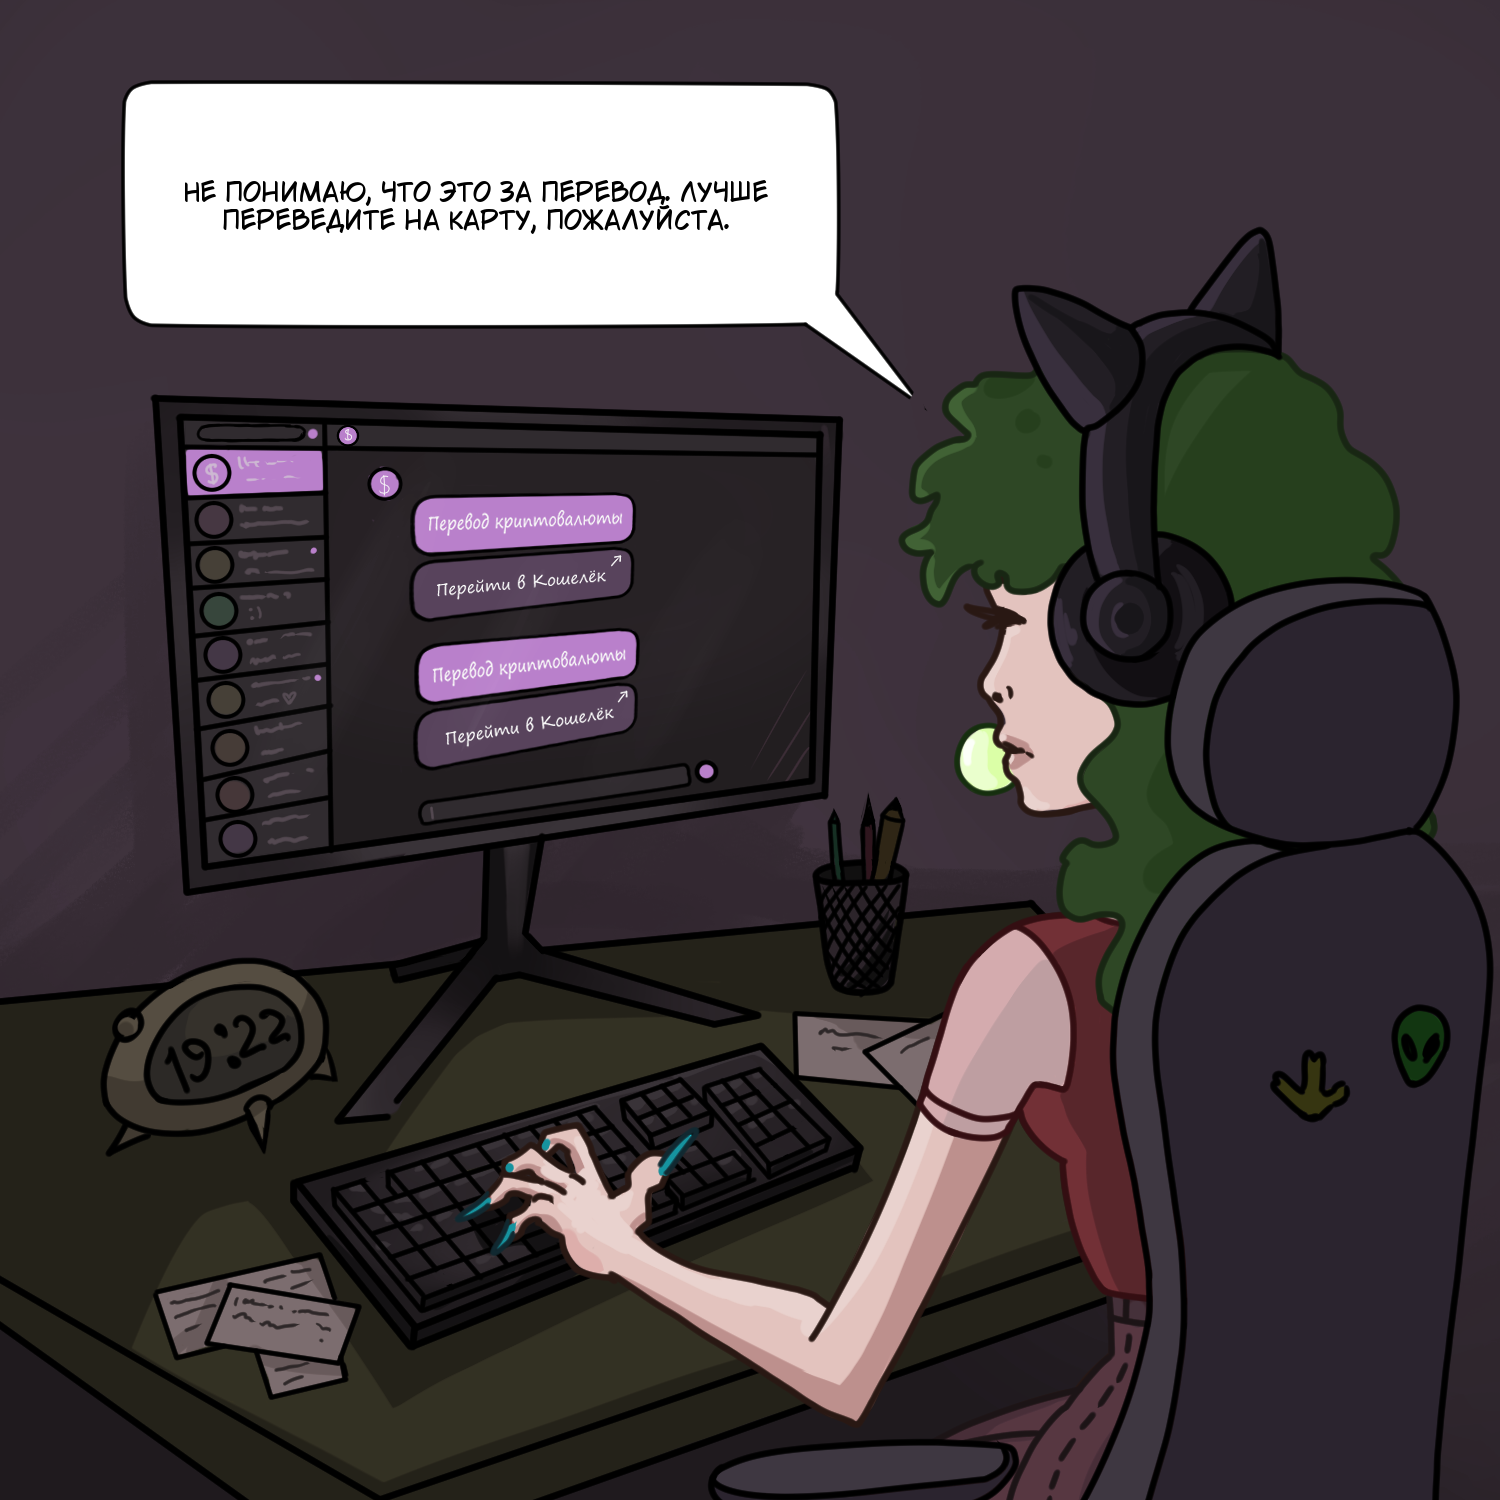 НЕ ПОНИМАЮ, ЧТО ЭТО ЗА ПЕРЕВОД. ЛУЧШЕ
ПЕРЕВЕДИТЕ НА КАРТУ, ПОЖАЛУЙСТА.
$
$
$
Перевод криптовалюты
Перейти в Кошелёк
:)
Перевод криптовалюты
Перейти в Кошелёк
19:22